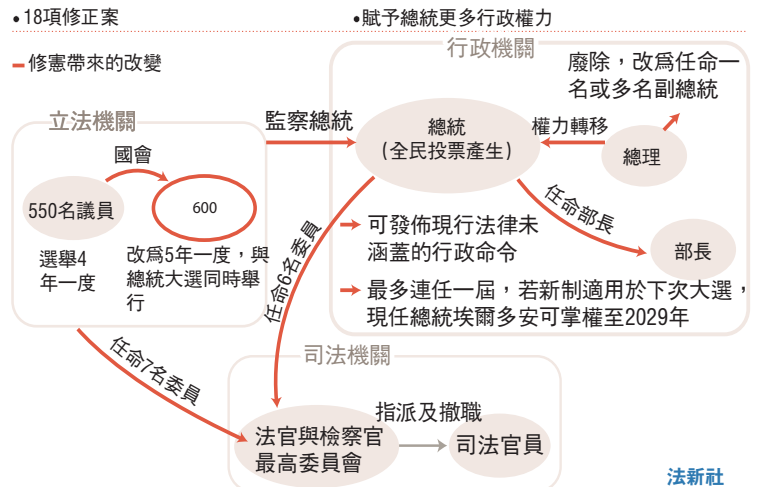 •18項修正案
•賦予總統更多行政權力
修憲帶來的改變
行政機關
廢除，改爲任命一
名或多名副總統
立法機關
監察總統
總統
(全民投票產生)
權力轉移
總理
國會
550名議員
600
任命部長
部長
選舉4
年一度
改爲5年一度，與
總統大選同時舉
行
任命6名委員
可發佈現行法律未
涵蓋的行政命令
最多連任一屆，若新制適用於下次大選，
現任總統埃爾多安可掌權至2029年
任命7名委員
司法機關
法官與檢察官
最高委員會
指派及撤職
司法官員
法新社